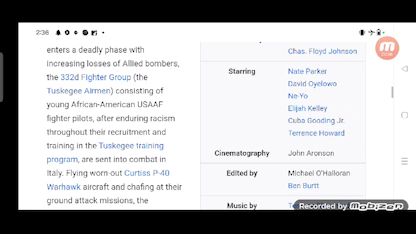 2:36
enters a deadly phase with
increasing losses of Alllied bombers,
the 332d Fighter Group (the
Tuskegee Airmen) consisting of
young African-American USAAF
fighter pilots, after enduring racism
throughout their recruitment and
training in the Tuskegee training
program, are sent into combat in
Italy. Flying worn-out Curtiss P-40
Warhawk aircraft and chafing at their
ground attack missions, the
Chas. Floyd Johnson
Starring
Nate Parker
David Oyelowo
Ne-Yo
Elijah Kelley
Cuba Gooding Jr.
Terrence Howard
Cinematography
John Aronson
Edited by
Michael O'Halloran
Ben Burtt
Music by
Recorded by
Mobizen